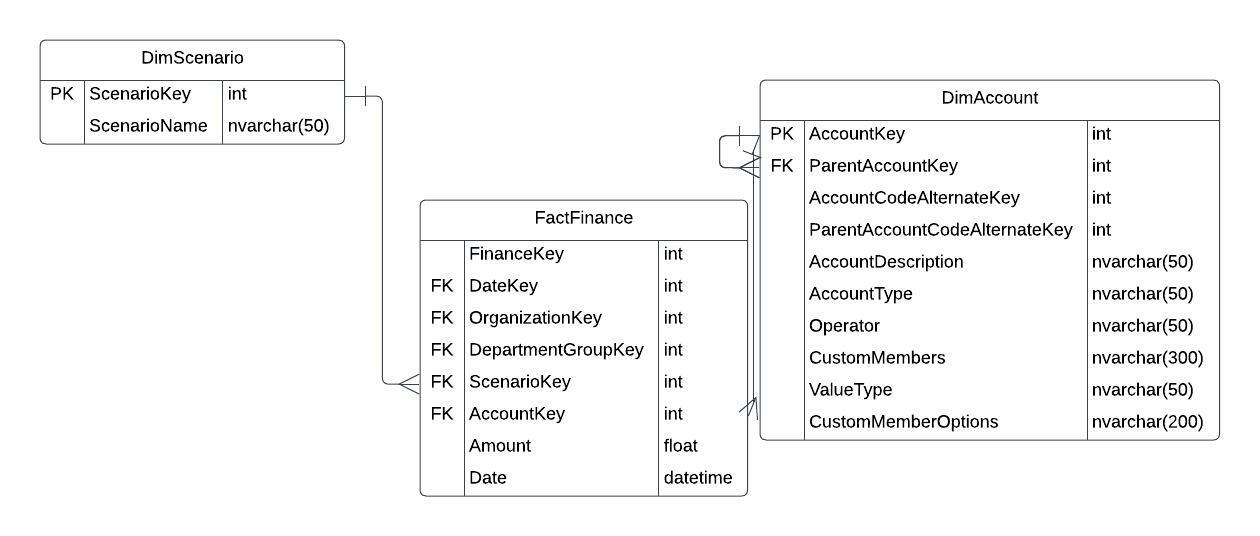 DimScenario
PK ScenarioKey int
ScenarioName nvarchar(50)
DimAccount
PK AccountKey int
FK ParentAccountKey int
AccountCodeAlternateKey int
ParentAccountCodeAlternateKey int
AccountDescription nvarchar(50)
AccountType nvarchar(50)
Operator nvarchar(50)
CustomMembers nvarchar(300)
ValueType nvarchar(50)
CustomMemberOptions nvarchar(200)
FactFinance
FinanceKey int
FK DateKey int
FK OrganizationKey int
FK DepartmentGroupKey int
FK ScenarioKey int
FK AccountKey int
Amount float
Date datetime